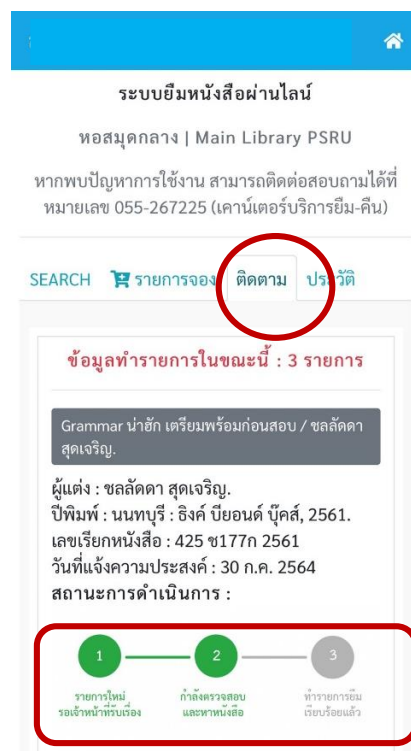 ระบบยืมหนังสือผ่านไลน์
หอสมุดกลาง | Main Library PSRU
หากพบปัญหาการใช้งาน สามารถติดต่อสอบถามได้ที่
หมายเลข 055-267225 (เคาน์เตอร์บริการยืม-คืน)
SEARCH รายการจอง ติดตาม ประวัติ
ข้อมูลทำรายการในขณะนี้ : 3 รายการ
Grammar น่าฮัก เตรียมพร้อมก่อนสอบ / ชลลัดดา
สุดเจริญ.
ผู้แต่ง : ชลลัดดา สุดเจริญ.
ปีพิมพ์ : นนทบุรี : ธิงค์ บียอนด์ บุ๊คส์, 2561.
เลขเรียกหนังสือ : 425 ช177ก 2561
วันที่แจ้งความประสงค์ : 30 ก.ค. 2564
สถานะการดำเนินการ :
1 2 3
รายการใหม่ กำลังตรวจสอบ ทำรายการยืม
รอเจ้าหน้าที่รับเรื่อง และหาหนังสือ เรียบร้อยแล้ว